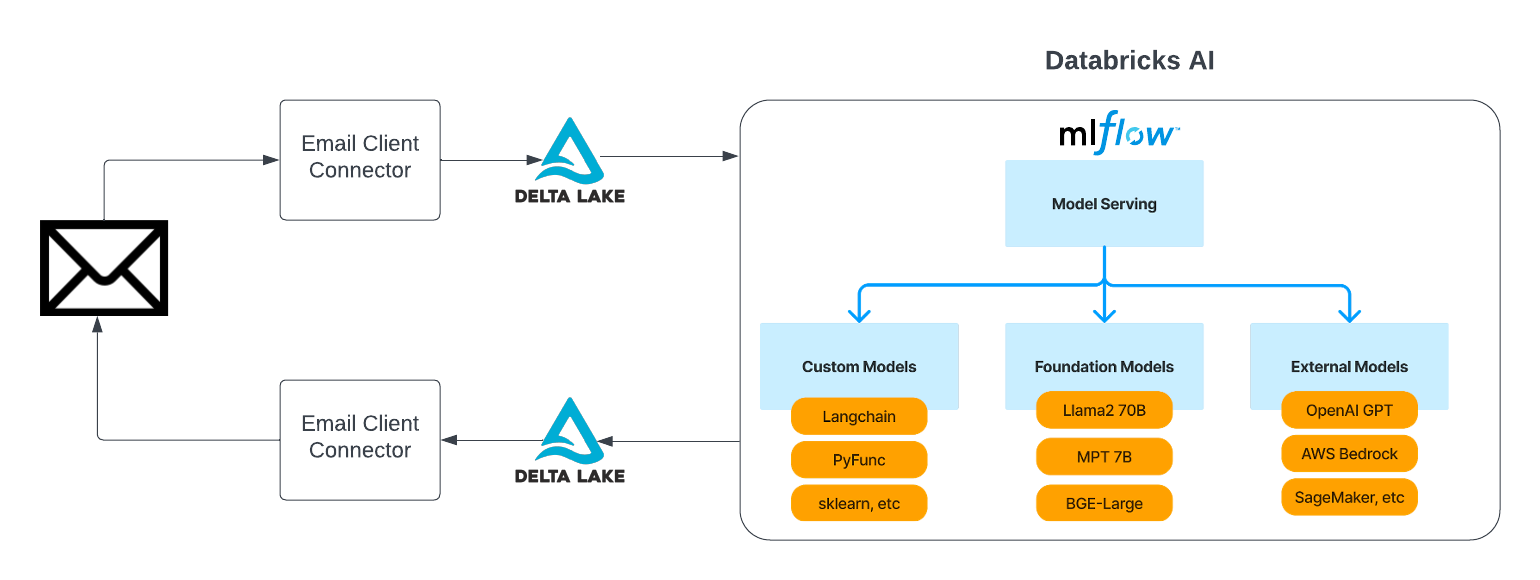 Databricks AI
mlflow™
Email Client
Connector
DELTA LAKE
Model Serving
Custom Models
Foundation Models
External Models
Langchain
PyFunc
sklearn, etc
Llama2 70B
MPT 7B
BGE-Large
OpenAI GPT
AWS Bedrock
SageMaker, etc
Email Client
Connector
DELTA LAKE